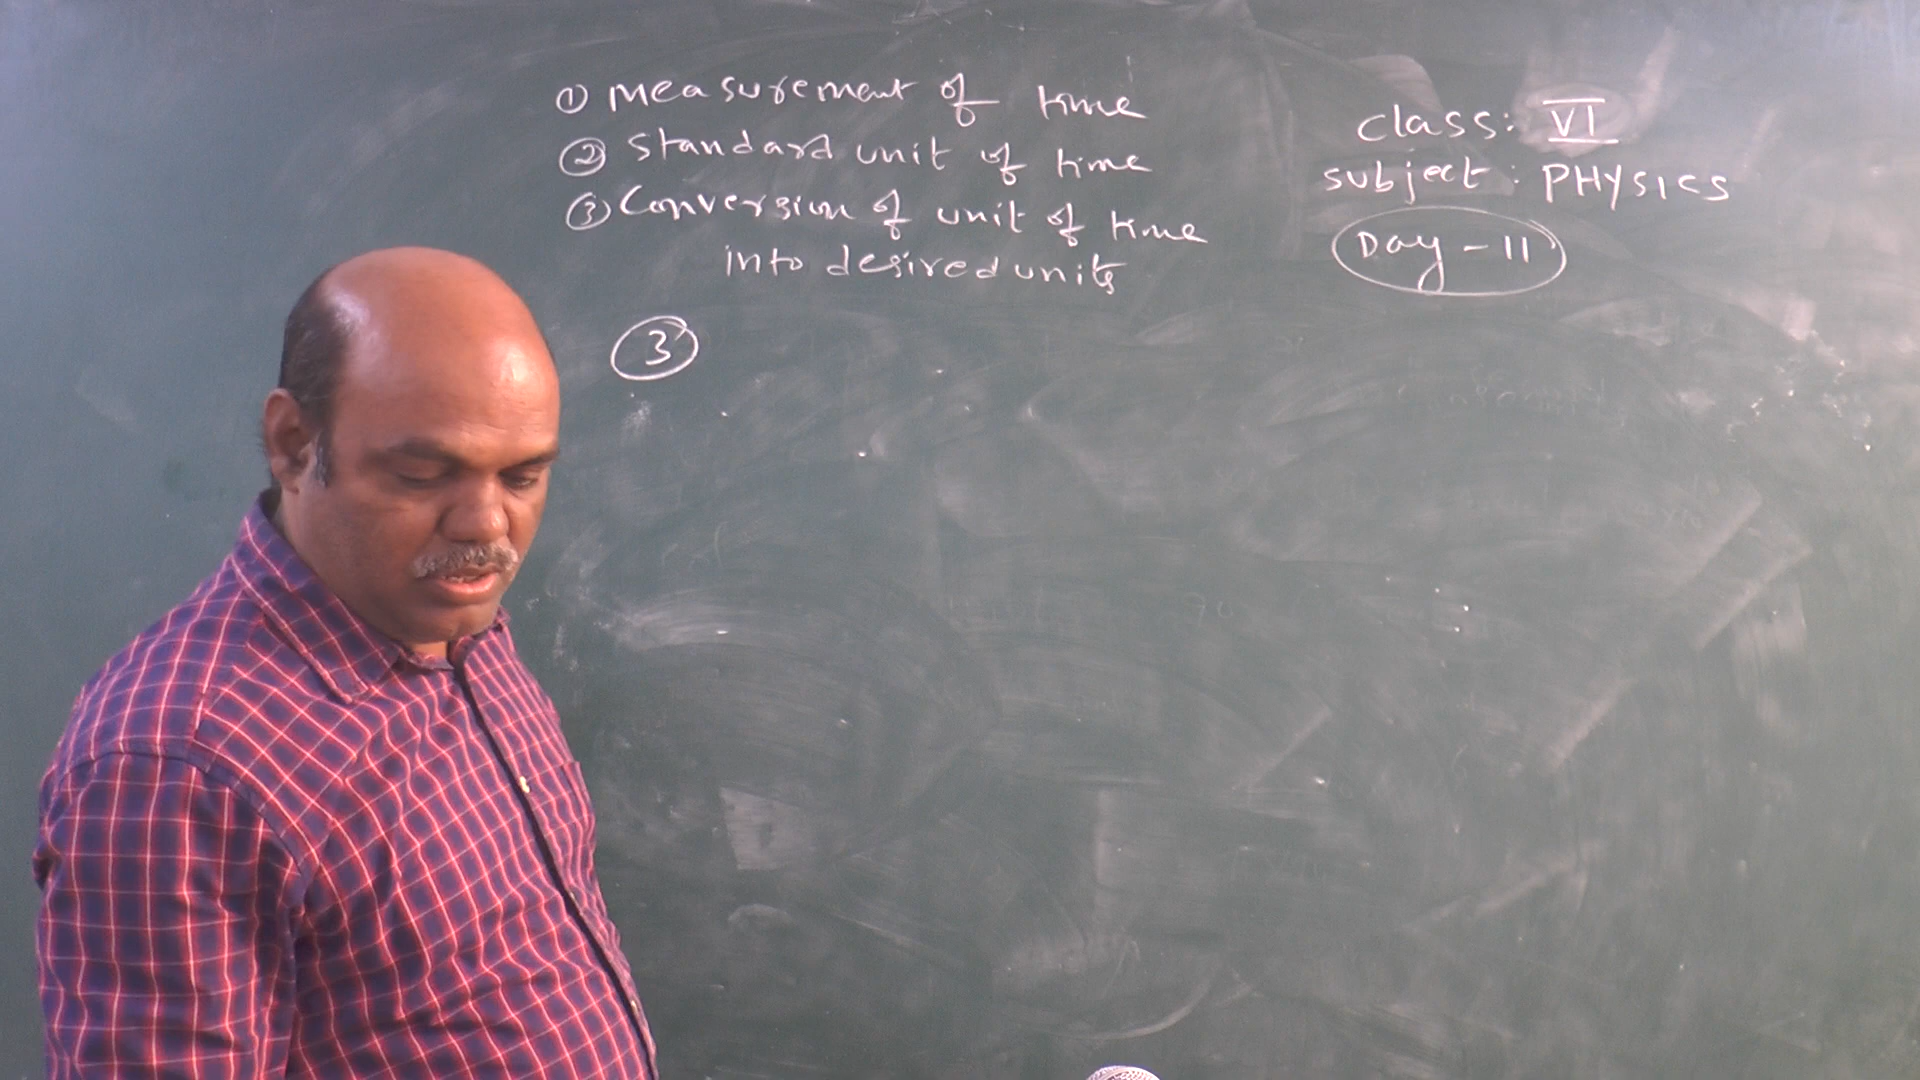 ① Measurement of time
② Standard unit of time
③ Conversion of unit of time
into desired units
③
class: VI
subject: PHYSICS
Day - 11